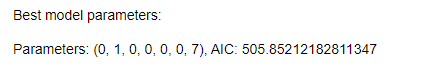 Best model parameters:
Parameters: (0, 1, 0, 0, 0, 0, 7), AIC: 505.85212182811347